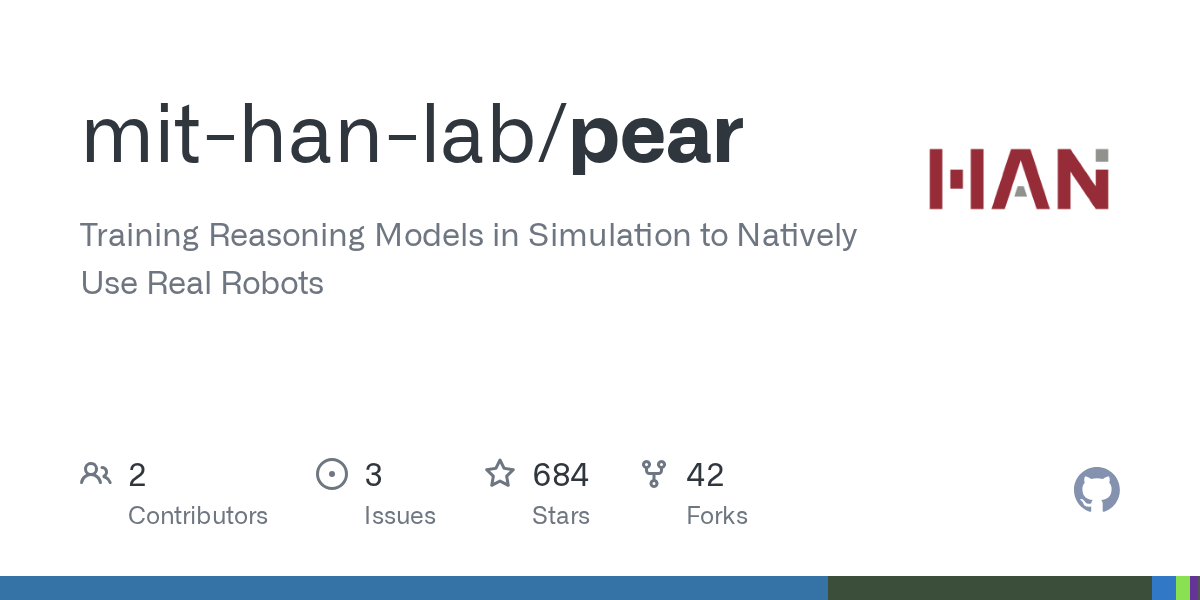 mit-han-lab/pear
HAN
Training Reasoning Models in Simulation to Natively
Use Real Robots
2
Contributors
3
Issues
684
Stars
42
Forks